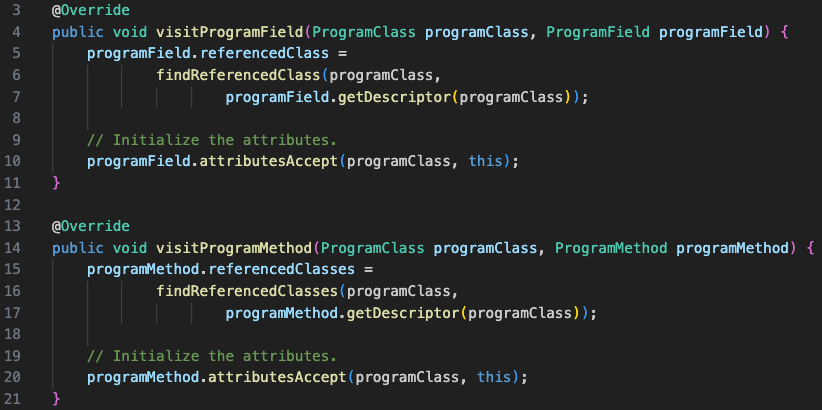 3 @Override
4 public void visitProgramField(ProgramClass programClass, ProgramField programField) {
5 programField.referencedClass =
6 findReferencedClass(programClass,
7 programField.getDescriptor(programClass));
8
9 // Initialize the attributes.
10 programField.attributesAccept(programClass, this);
11 }
12
13 @Override
14 public void visitProgramMethod(ProgramClass programClass, ProgramMethod programMethod) {
15 programMethod.referencedClasses =
16 findReferencedClasses(programClass,
17 programMethod.getDescriptor(programClass));
18
19 // Initialize the attributes.
20 programMethod.attributesAccept(programClass, this);
21 }